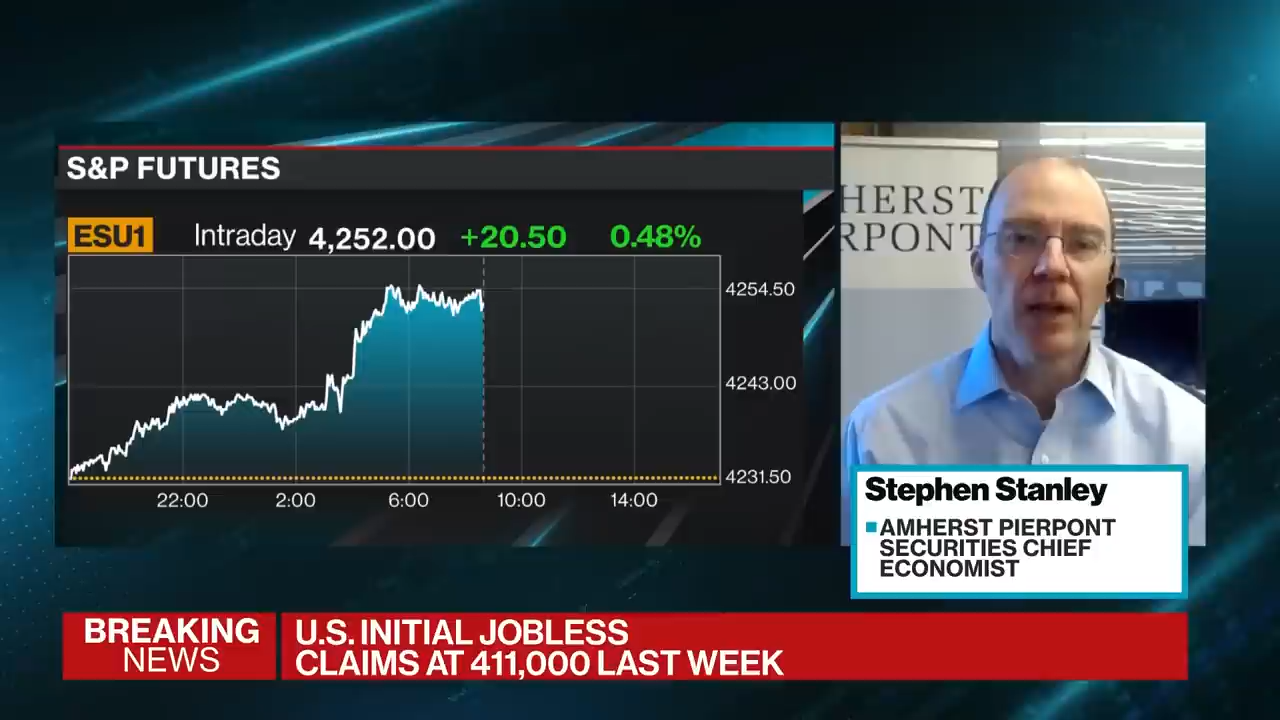 S&P FUTURES
ESU1 Intraday 4,252.00 +20.50 0.48%
4254.50
4243.00
4231.50
22:00 2:00 6:00 10:00 14:00
HERST
RPONT
Stephen Stanley
AMHERST PIERPONT
SECURITIES CHIEF
ECONOMIST
BREAKING
NEWS
U.S. INITIAL JOBLESS
CLAIMS AT 411,000 LAST WEEK